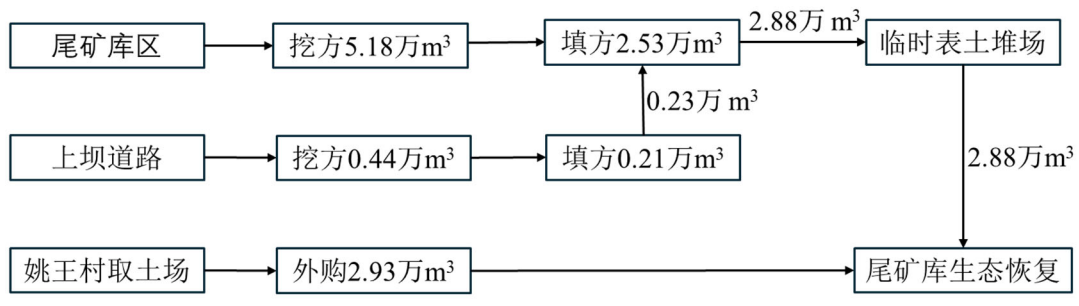 尾矿库区
挖方5.18万m³
填方2.53万m³
2.88万 m³
临时表土堆场
0.23万 m³
上坝道路
挖方0.44万m³
填方0.21万m³
2.88万m³
姚王村取土场
外购2.93万m³
尾矿库生态恢复